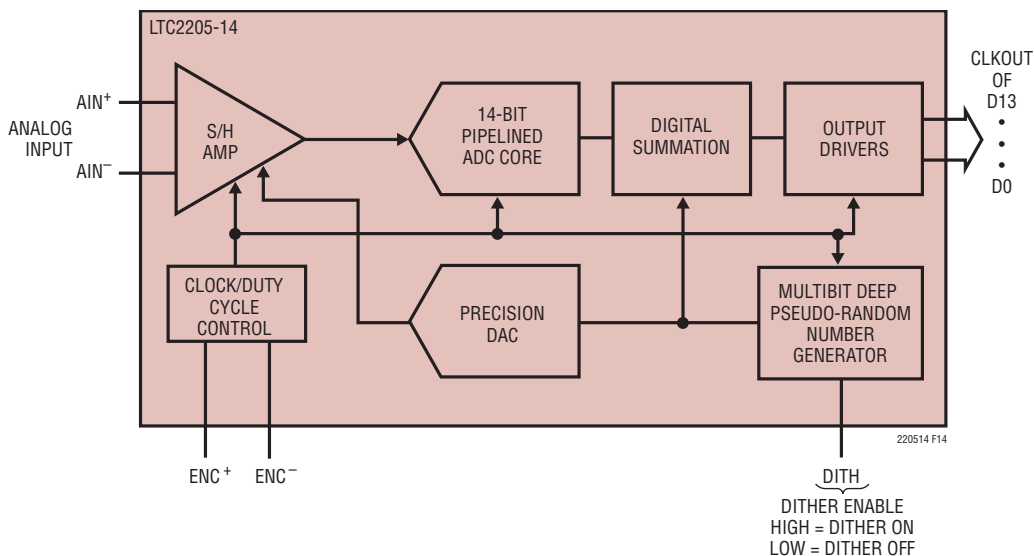 LTC2205-14
AIN+
ANALOG
INPUT
AIN−
S/H
AMP
14-BIT
PIPELINED
ADC CORE
DIGITAL
SUMMATION
OUTPUT
DRIVERS
CLKOUT
OF
D13
•
•
•
D0
CLOCK/DUTY
CYCLE
CONTROL
PRECISION
DAC
MULTIBIT DEEP
PSEUDO-RANDOM
NUMBER
GENERATOR
220514 F14
ENC+ ENC−
DITH
DITHER ENABLE
HIGH = DITHER ON
LOW = DITHER OFF